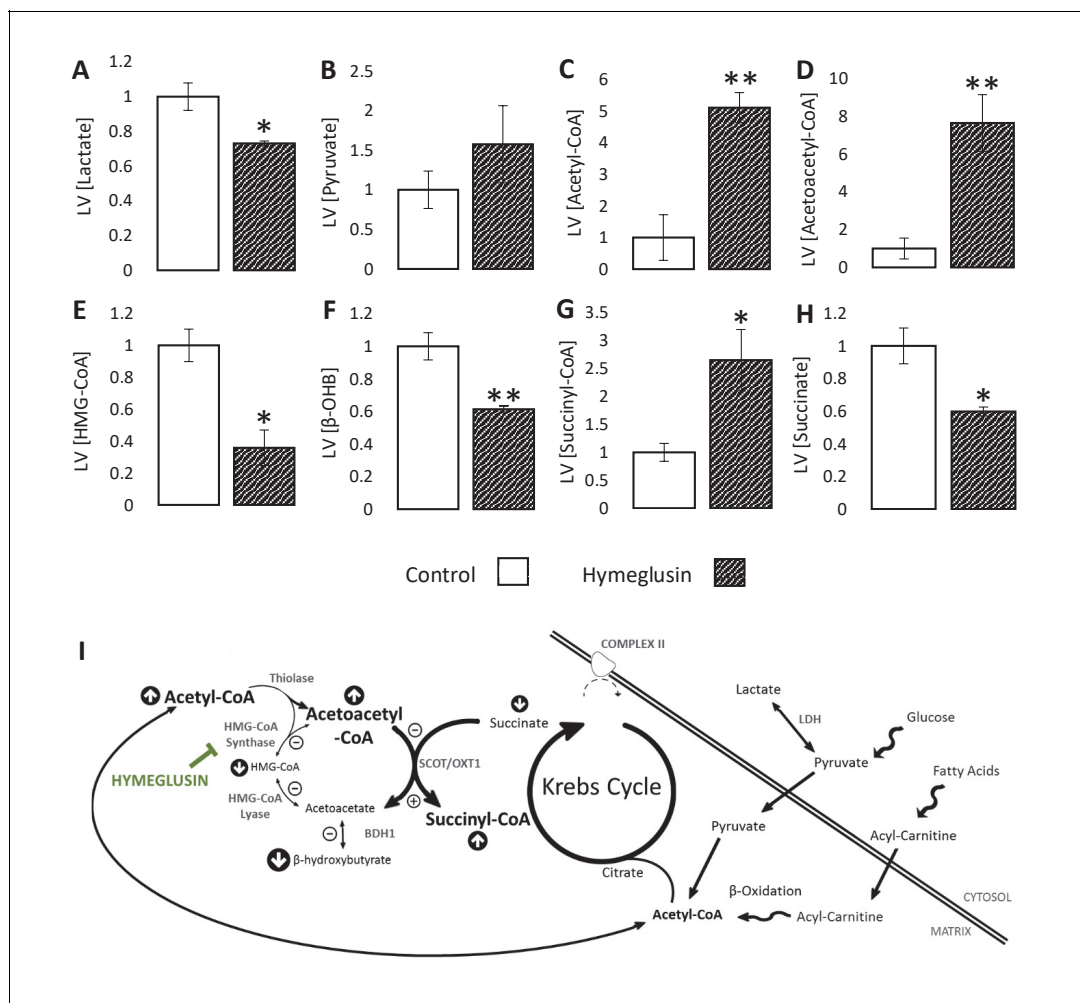 A
LV [Lactate]
1.2
1
0.8
0.6
0.4
0.2
0
*
B
LV [Pyruvate]
2.5
2
1.5
1
0.5
0
C
LV [Acetyl-CoA]
6
5
4
3
2
1
0
**
D
LV [Acetoacetyl-CoA]
10
8
6
4
2
0
**
E
LV [HMG-CoA]
1.2
1
0.8
0.6
0.4
0.2
0
*
F
LV [β-OHB]
1.2
1
0.8
0.6
0.4
0.2
0
**
G
LV [Succinyl-CoA]
3.5
3
2.5
2
1.5
1
0.5
0
*
H
LV [Succinate]
1.2
1
0.8
0.6
0.4
0.2
0
*
Control
Hymeglusin
I
COMPLEX II
Thiolase
Acetyl-CoA
Acetoacetyl
-CoA
HMG-CoA
Synthase
HYMEGLUSIN
HMG-CoA
HMG-CoA
Lyase
Acetoacetate
BDH1
β-hydroxybutyrate
SCOT/OXT1
Succinate
Succinyl-CoA
Krebs Cycle
Citrate
Lactate
LDH
Glucose
Pyruvate
Fatty Acids
Pyruvate
Acyl-Carnitine
β-Oxidation
Acetyl-CoA
Acyl-Carnitine
CYTOSOL
MATRIX